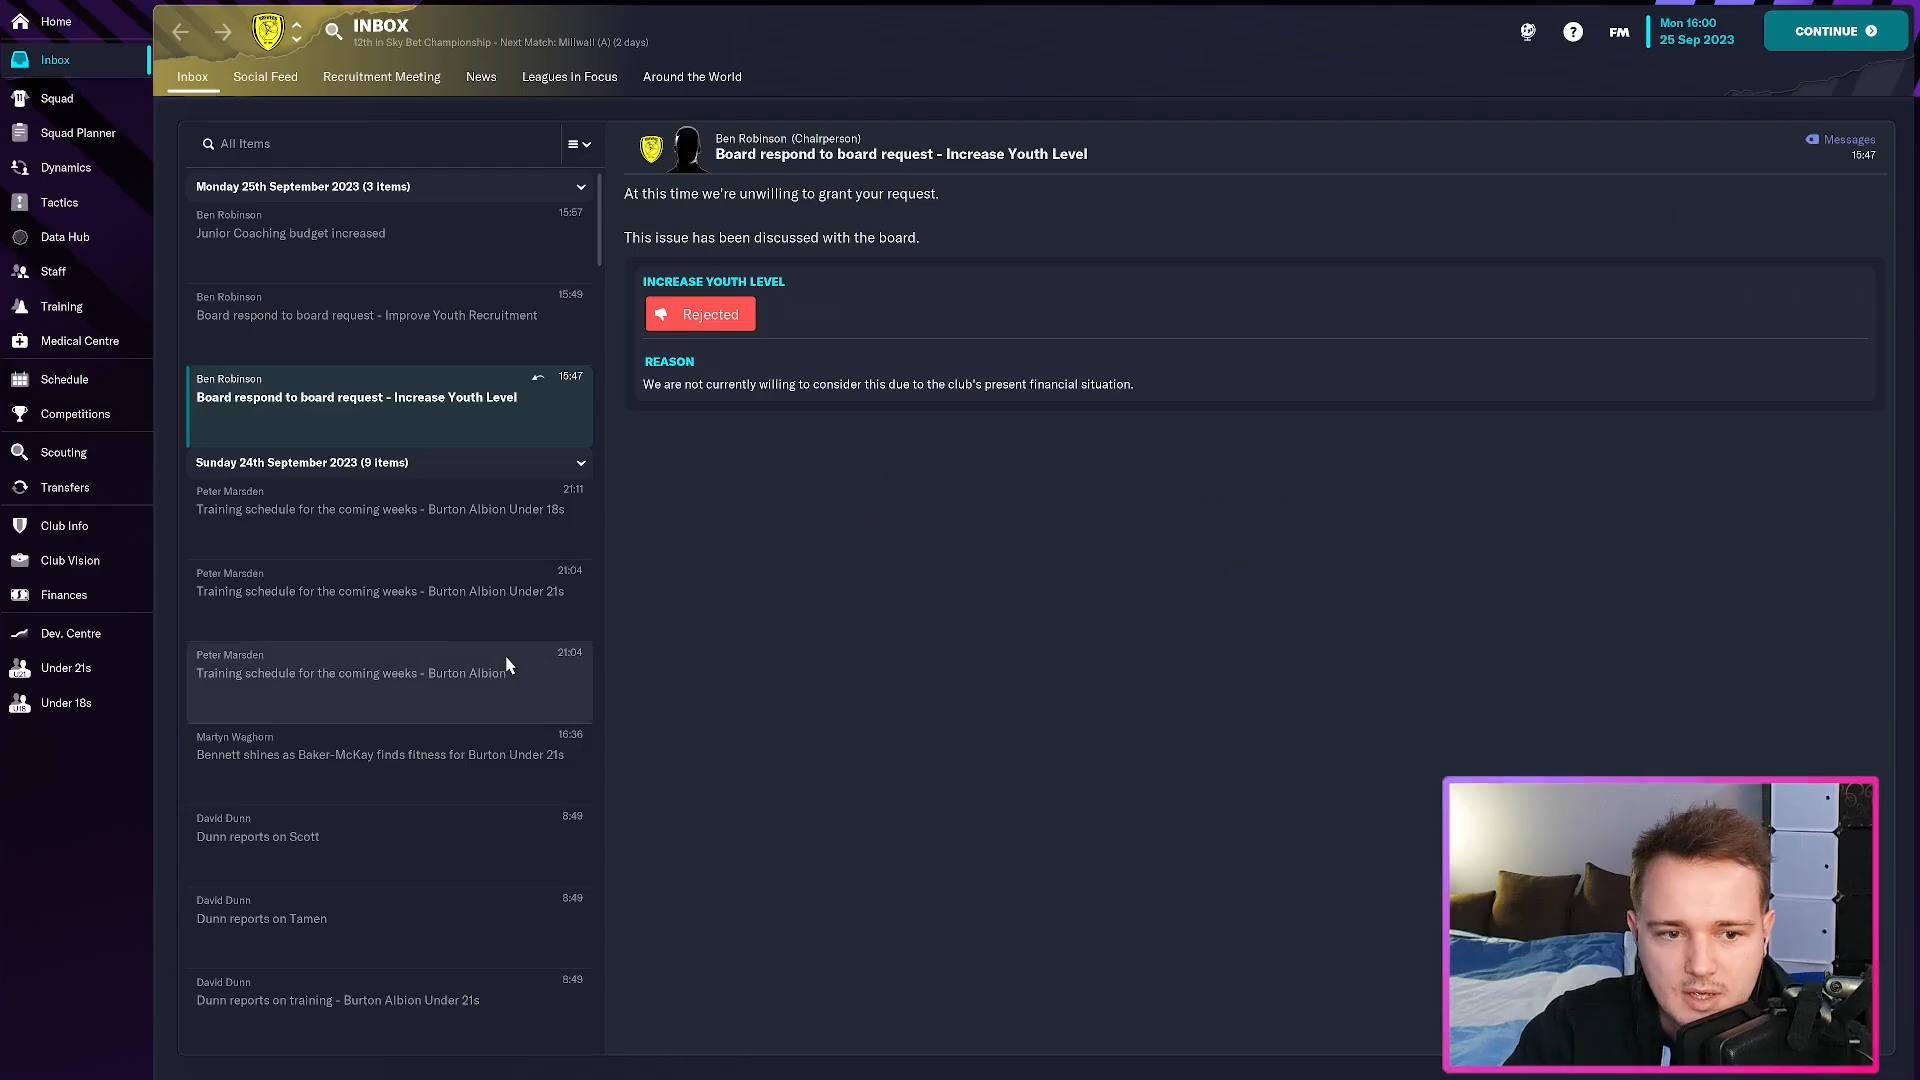 Home
Inbox
Squad
Squad Planner
Dynamics
Tactics
Data Hub
Staff
Training
Medical Centre
Schedule
Competitions
Scouting
Transfers
Club Info
Club Vision
Finances
Dev. Centre
U21
Under 21s
U18
Under 18s
INBOX
12th in Sky Bet Championship - Next Match: Millwall (A) (2 days)
?
FM
Mon 16:00
25 Sep 2023
CONTINUE
Inbox
Social Feed
Recruitment Meeting
News
Leagues in Focus
Around the World
All Items
Monday 25th September 2023 (3 items)
Ben Robinson
15:57
Junior Coaching budget increased
Ben Robinson
15:49
Board respond to board request - Improve Youth Recruitment
Ben Robinson
15:47
Board respond to board request - Increase Youth Level
Sunday 24th September 2023 (9 items)
Peter Marsden
21:11
Training schedule for the coming weeks - Burton Albion Under 18s
Peter Marsden
21:04
Training schedule for the coming weeks - Burton Albion Under 21s
Peter Marsden
21:04
Training schedule for the coming weeks - Burton Albion
Martyn Waghorn
16:36
Bennett shines as Baker-McKay finds fitness for Burton Under 21s
David Dunn
8:49
Dunn reports on Scott
David Dunn
8:49
Dunn reports on Tamen
David Dunn
8:49
Dunn reports on training - Burton Albion Under 21s
Ben Robinson (Chairperson)
Board respond to board request - Increase Youth Level
Messages
15:47
At this time we're unwilling to grant your request.
This issue has been discussed with the board.
INCREASE YOUTH LEVEL
Rejected
REASON
We are not currently willing to consider this due to the club's present financial situation.